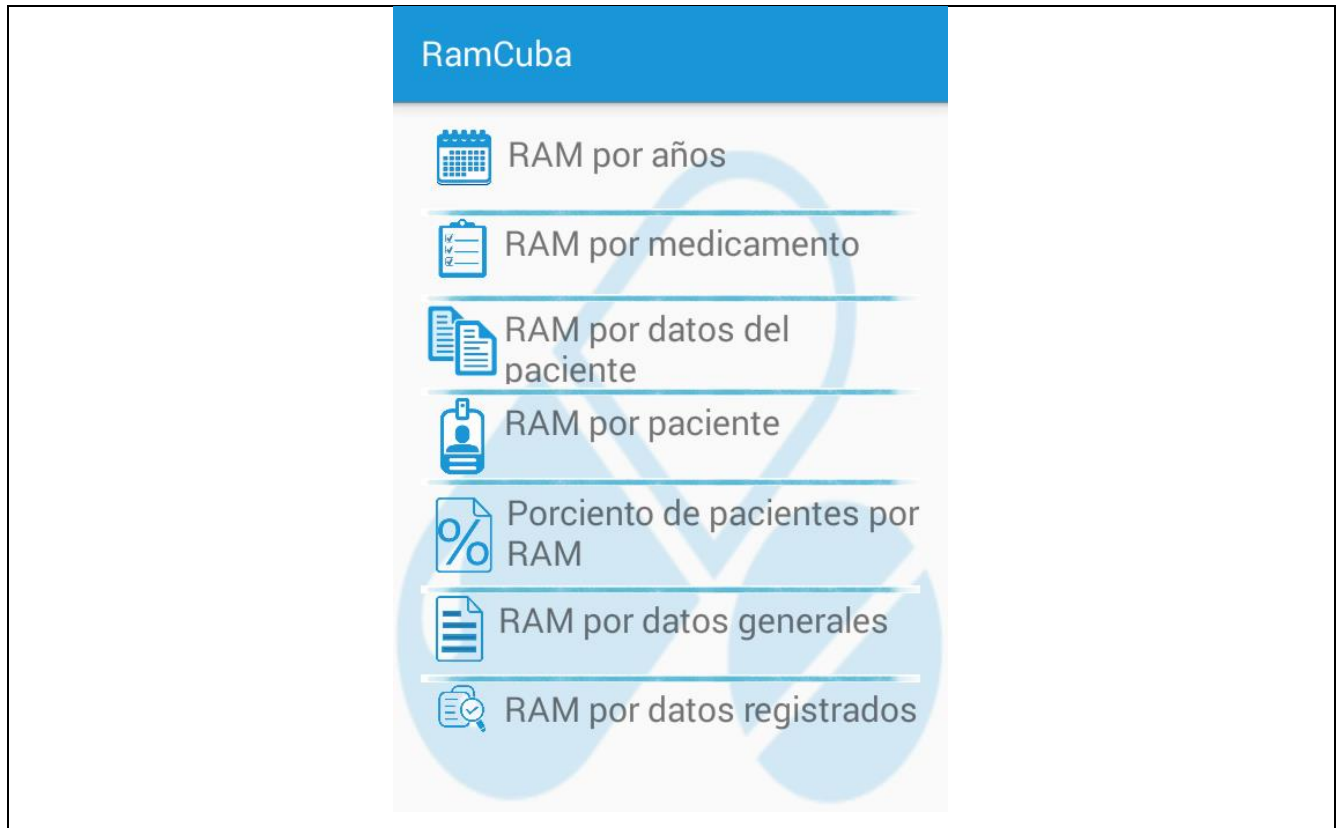 RamCuba
RAM por años
RAM por medicamento
RAM por datos del
paciente
RAM por paciente
Porciento de pacientes por
RAM
RAM por datos generales
RAM por datos registrados